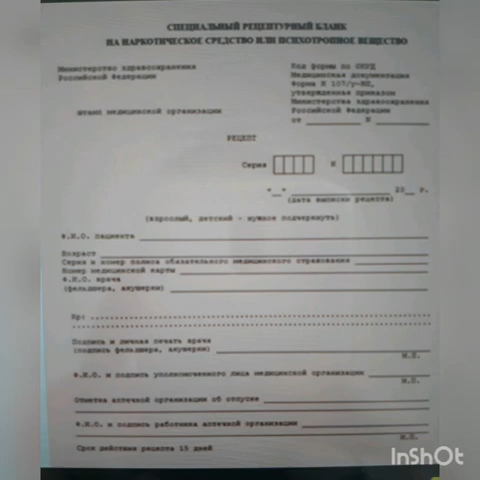 СПЕЦИАЛЬНЫЙ РЕЦЕПТУРНЫЙ БЛАНК
НА НАРКОТИЧЕСКОЕ СРЕДСТВО ИЛИ ПСИХОТРОПНОЕ ВЕЩЕСТВО
Министерство здравоохранения
Российской Федерации
штамп медицинской организации
Код формы по ОКУД
Медицинская документация
Форма N 107/у-НП,
утвержденная приказом
Министерства здравоохранения
Российской Федерации
от ________ N ________
РЕЦЕПТ
Серия N
"__" ____________ 20__ г.
(дата выписки рецепта)
(взрослый, детский - нужное подчеркнуть)
Ф.И.О. пациента
Возраст
Серия и номер полиса обязательного медицинского страхования
Номер медицинской карты
Ф.И.О. врача
(фельдшера, акушерки)
Rp:
Подпись и личная печать врача
(подпись фельдшера, акушерки)
М.П.
Ф.И.О. и подпись уполномоченного лица медицинской организации
М.П.
Отметка аптечной организации об отпуске
Ф.И.О. и подпись работника аптечной организации
М.П.
Срок действия рецепта 15 дней
InShOt